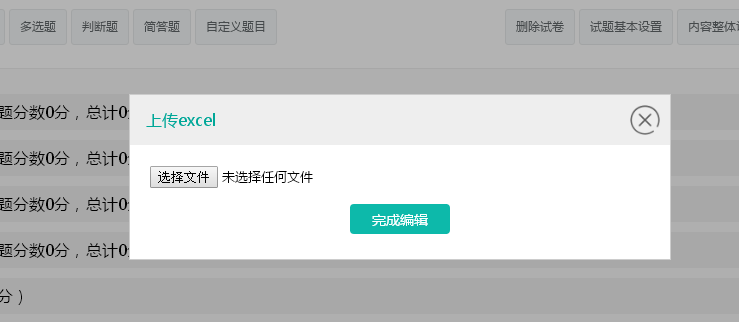 多选题 判断题 简答题 自定义题目 删除试卷 试题基本设置 内容整体
题分数0分，总计0
上传excel
题分数0分，总计0
选择文件 未选择任何文件
题分数0分，总计0
完成编辑
题分数0分，总计0
分）